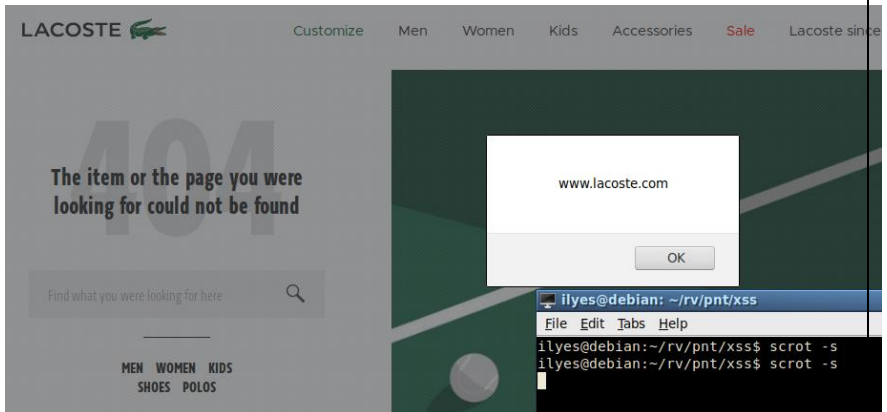 LACOSTE Customize Men Women Kids Accessories Sale Lacoste since
404
The item or the page you were
looking for could not be found
Find what you were looking for here
MEN WOMEN KIDS
SHOES POLOS
www.lacoste.com
OK
ilyes@debian: ~/rv/pnt/xss
File Edit Tabs Help
ilyes@debian:~/rv/pnt/xss$ scrot -s
ilyes@debian:~/rv/pnt/xss$ scrot -s